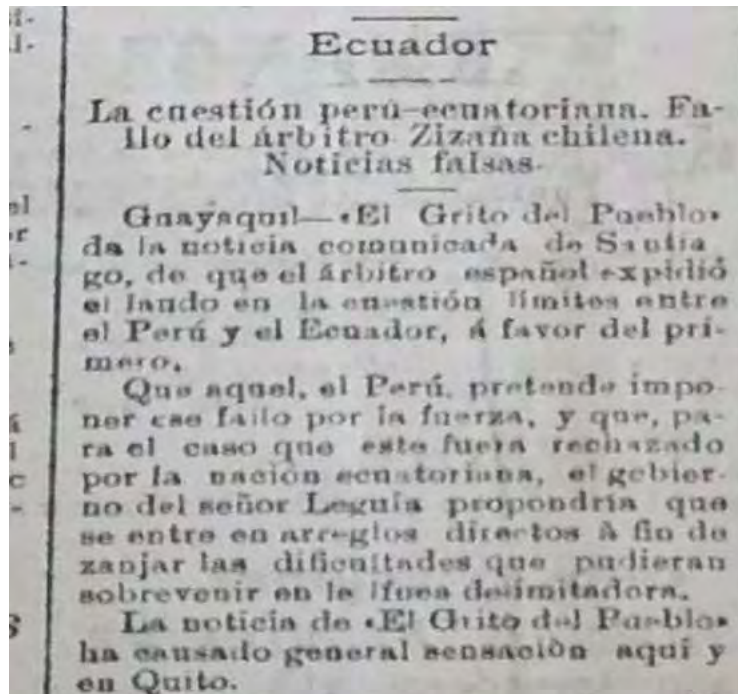 Ecuador
La cuestión perú-ecuatoriana. Fa-
llo del árbitro. Zizaña chilena.
Noticias falsas.
Guayaquil—«El Grito del Pueblo»
da la noticia comunicada de Santia
go, de que el árbitro español expidió
el laudo en la cuestión límites entre
el Perú y el Ecuador, á favor del pri-
mero.
Que aquel, el Perú, pretende impo-
ner ese fallo por la fuerza, y que, pa-
ra el caso que este fuera rechazado
por la nación ecuatoriana, el gobier-
no del señor Leguía propondría que
se entre en arreglos directos á fin de
zanjar las dificultades que pudieran
sobrevenir en la línea delimitadora.
La noticia de «El Grito del Pueblo»
ha causado general sensación aquí y
en Quito.